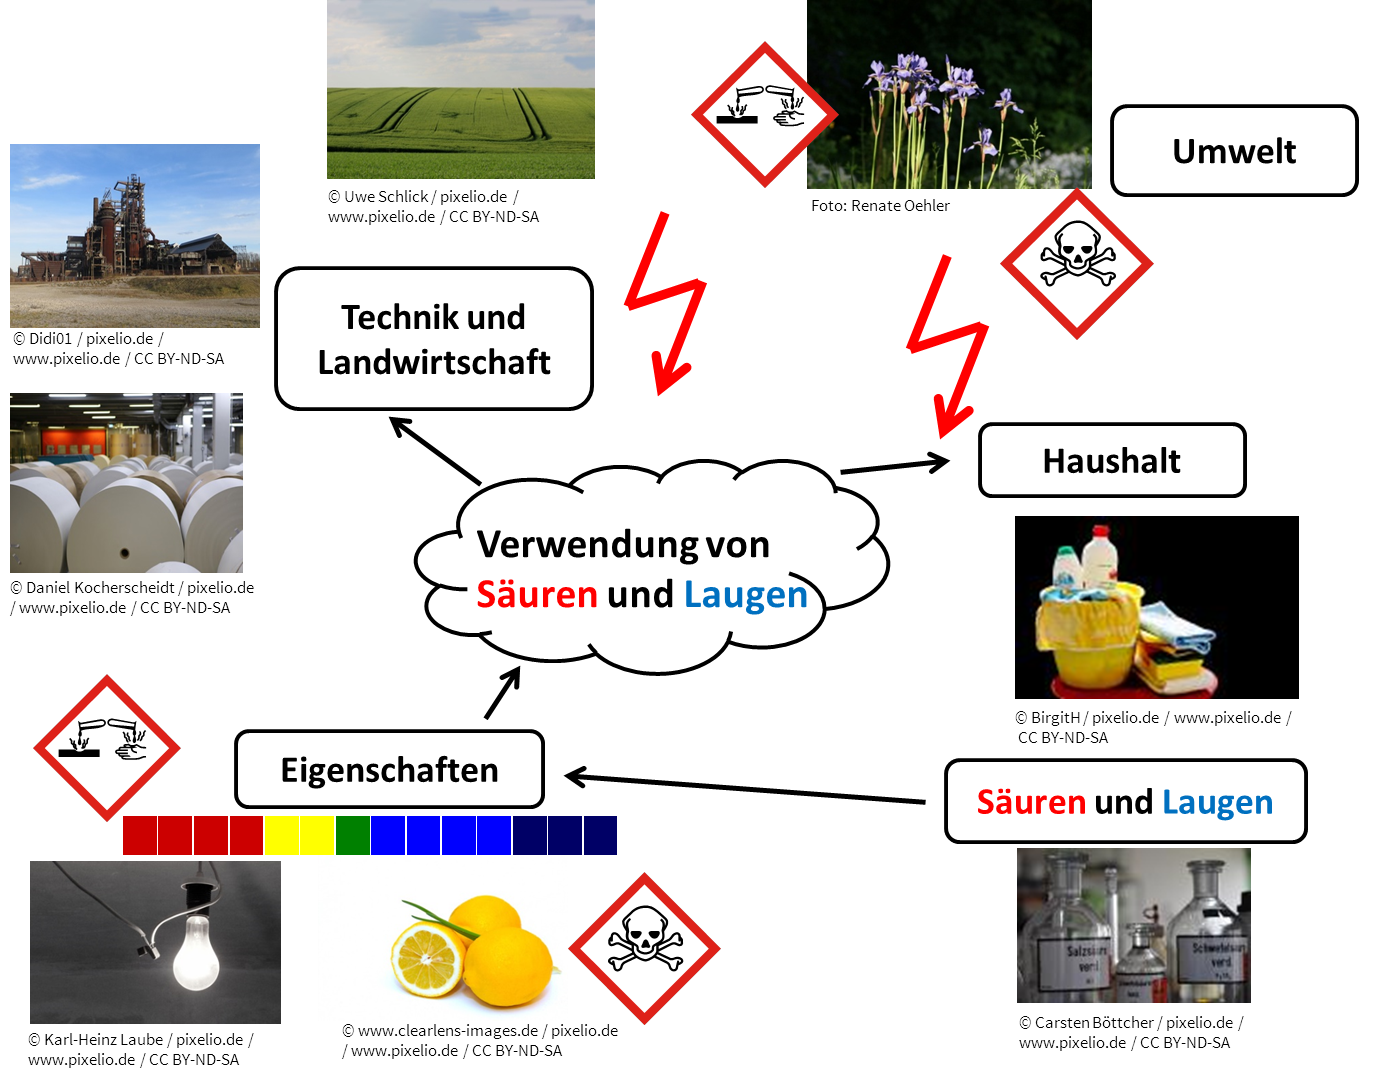 © Uwe Schlick / pixelio.de /
www.pixelio.de / CC BY-ND-SA
Foto: Renate Oehler
Umwelt
© Didi01 / pixelio.de /
www.pixelio.de / CC BY-ND-SA
Technik und
Landwirtschaft
Haushalt
© Daniel Kocherscheidt / pixelio.de
/ www.pixelio.de / CC BY-ND-SA
Verwendung von
Säuren und Laugen
© BirgitH / pixelio.de / www.pixelio.de /
CC BY-ND-SA
Eigenschaften
Säuren und Laugen
Salzsäure
verd.
Schwefelsäure
verd.
© Karl-Heinz Laube / pixelio.de /
www.pixelio.de / CC BY-ND-SA
© www.clearlens-images.de / pixelio.de
/ www.pixelio.de / CC BY-ND-SA
© Carsten Böttcher / pixelio.de /
www.pixelio.de / CC BY-ND-SA